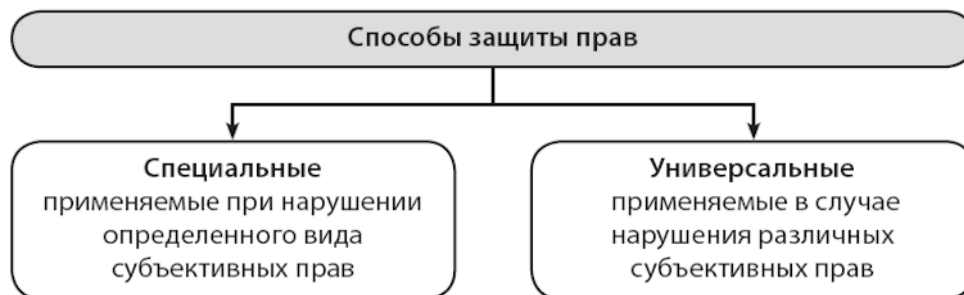 Способы защиты прав
Специальные
применяемые при нарушении
определенного вида
субъективных прав
Универсальные
применяемые в случае
нарушения различных
субъективных прав